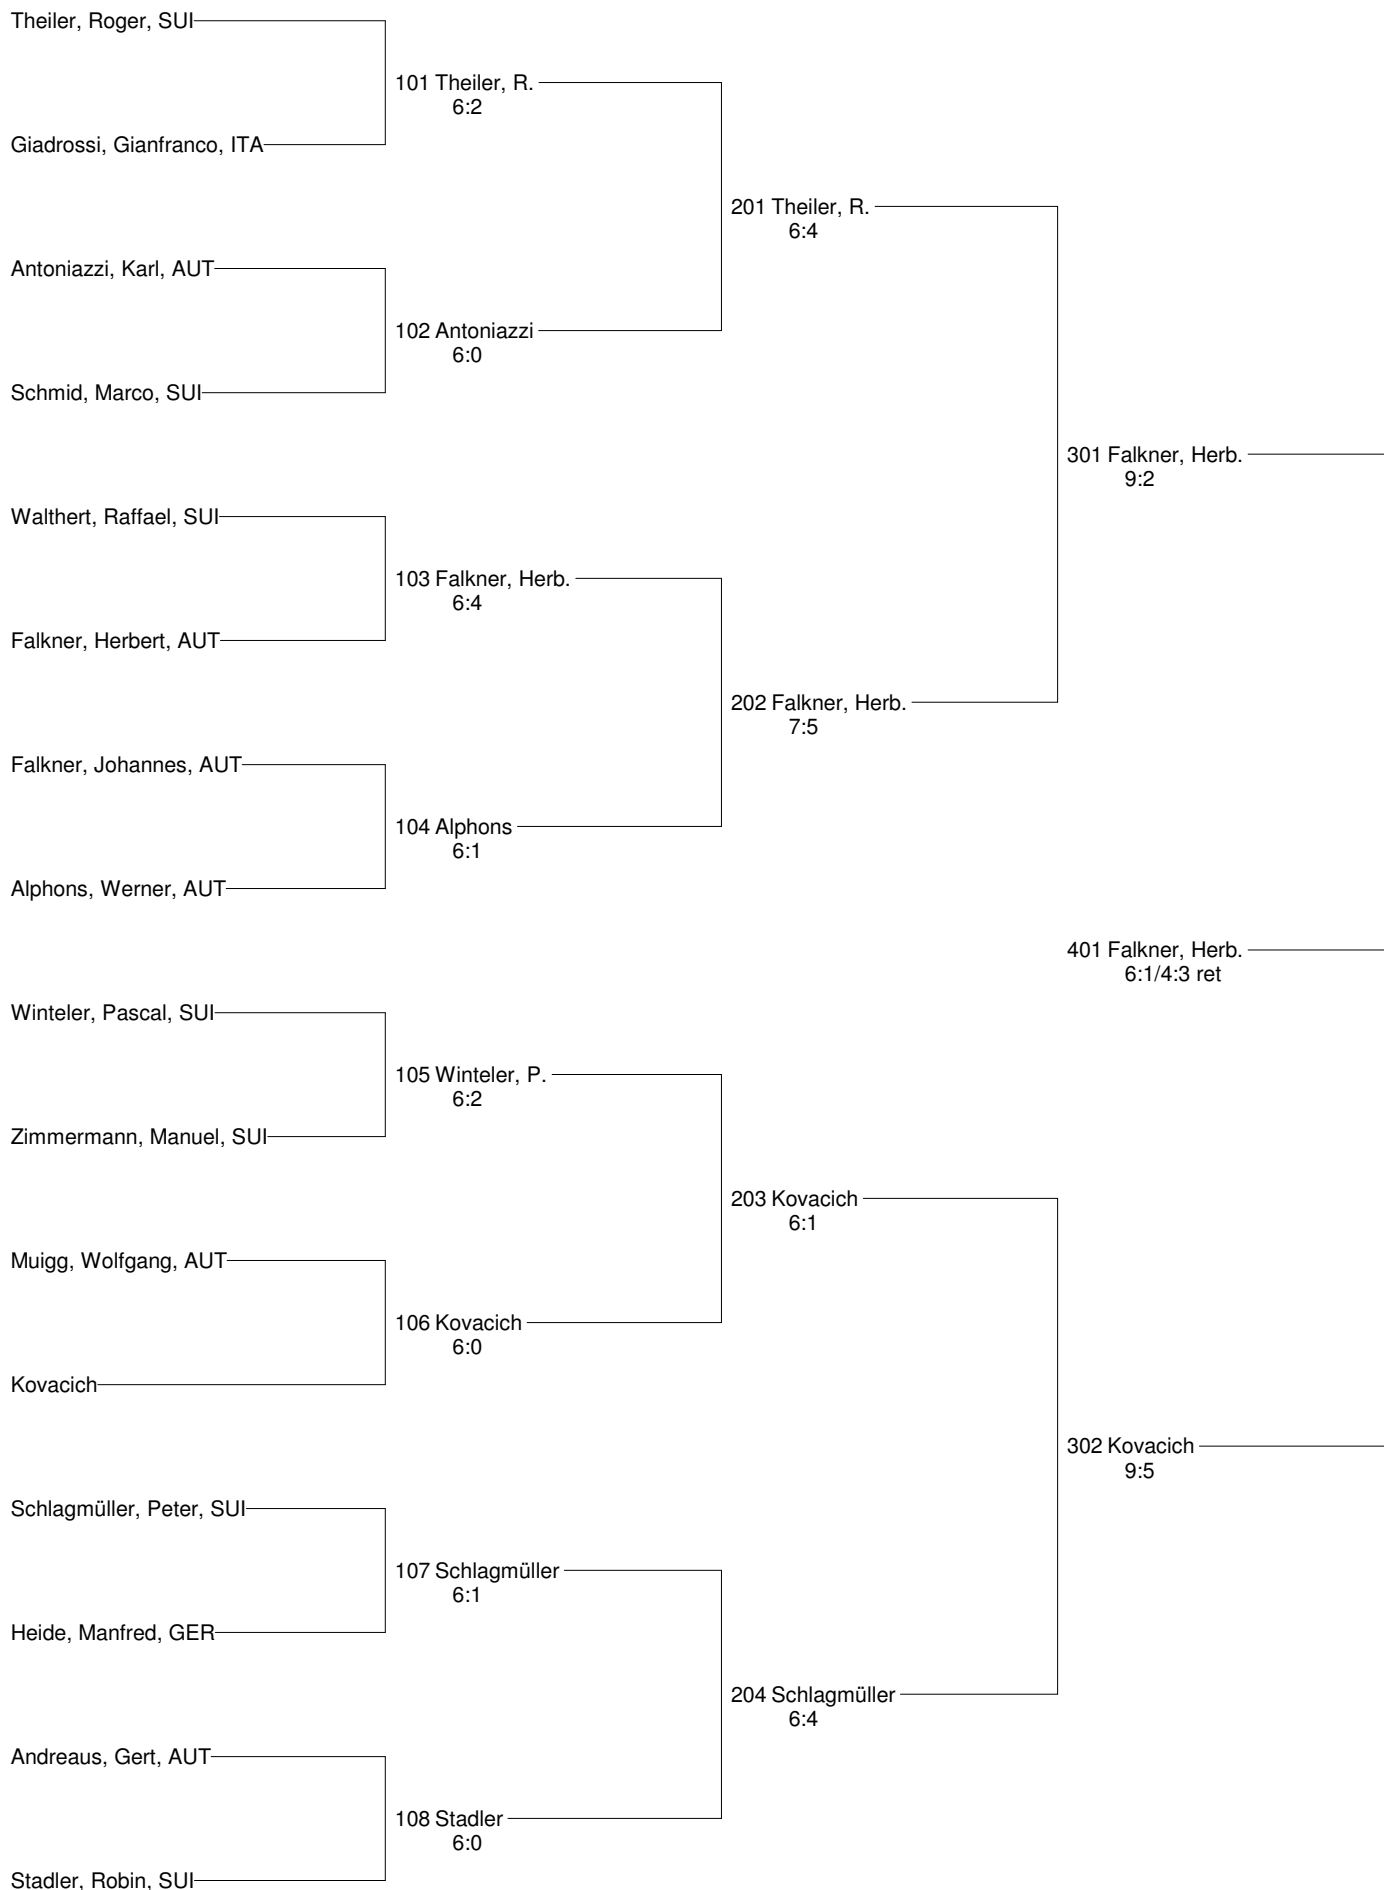 Theiler, Roger, SUI
101 Theiler, R.
6:2
Giadrossi, Gianfranco, ITA
201 Theiler, R.
6:4
Antoniazzi, Karl, AUT
102 Antoniazzi
6:0
Schmid, Marco, SUI
301 Falkner, Herb.
9:2
Walthert, Raffael, SUI
103 Falkner, Herb.
6:4
Falkner, Herbert, AUT
202 Falkner, Herb.
7:5
Falkner, Johannes, AUT
104 Alphons
6:1
Alphons, Werner, AUT
401 Falkner, Herb.
6:1/4:3 ret
Winteler, Pascal, SUI
105 Winteler, P.
6:2
Zimmermann, Manuel, SUI
203 Kovacich
6:1
Muigg, Wolfgang, AUT
106 Kovacich
6:0
Kovacich
302 Kovacich
9:5
Schlagmüller, Peter, SUI
107 Schlagmüller
6:1
Heide, Manfred, GER
204 Schlagmüller
6:4
Andreaus, Gert, AUT
108 Stadler
6:0
Stadler, Robin, SUI